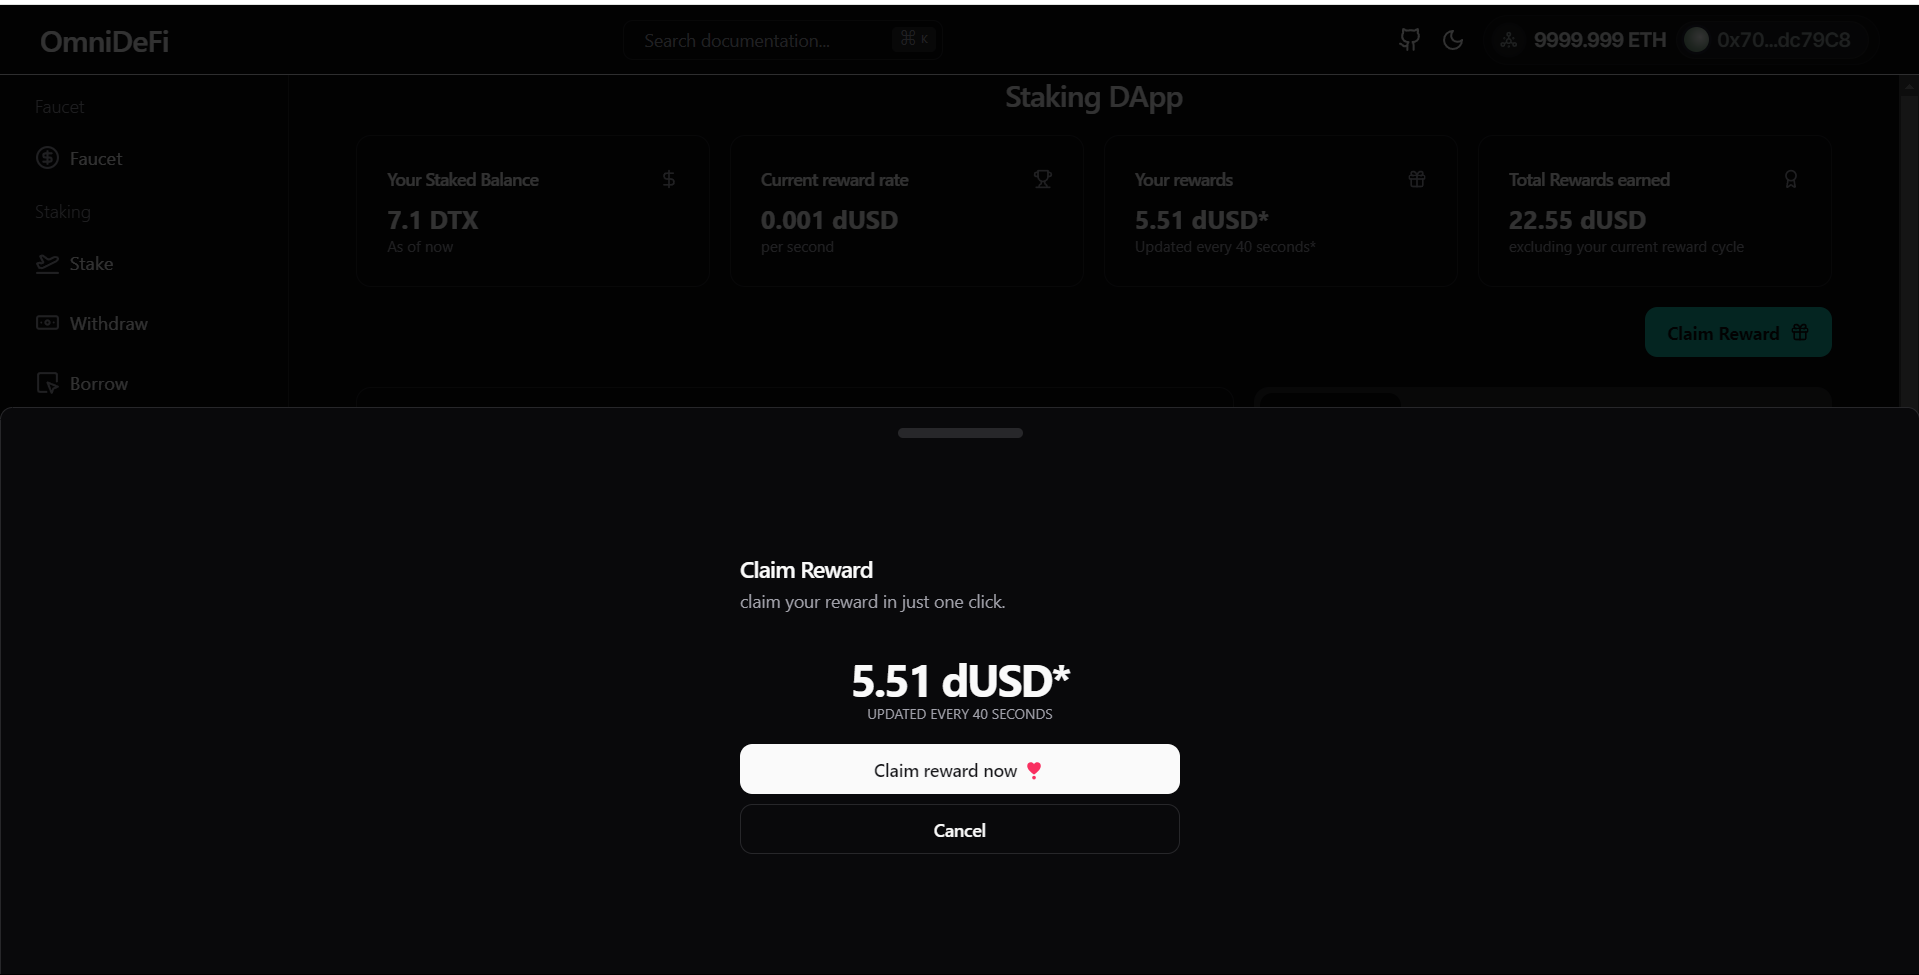 OmniDeFi
Search documentation...
⌘ K
9999.999 ETH
0x70...dc79C8
Faucet
Faucet
Staking
Stake
Withdraw
Borrow
Staking DApp
Your Staked Balance
7.1 DTX
As of now
Current reward rate
0.001 dUSD
per second
Your rewards
5.51 dUSD*
Updated every 40 seconds*
Total Rewards earned
22.55 dUSD
excluding your current reward cycle
Claim Reward
Claim Reward
claim your reward in just one click.
5.51 dUSD*
UPDATED EVERY 40 SECONDS
Claim reward now
Cancel